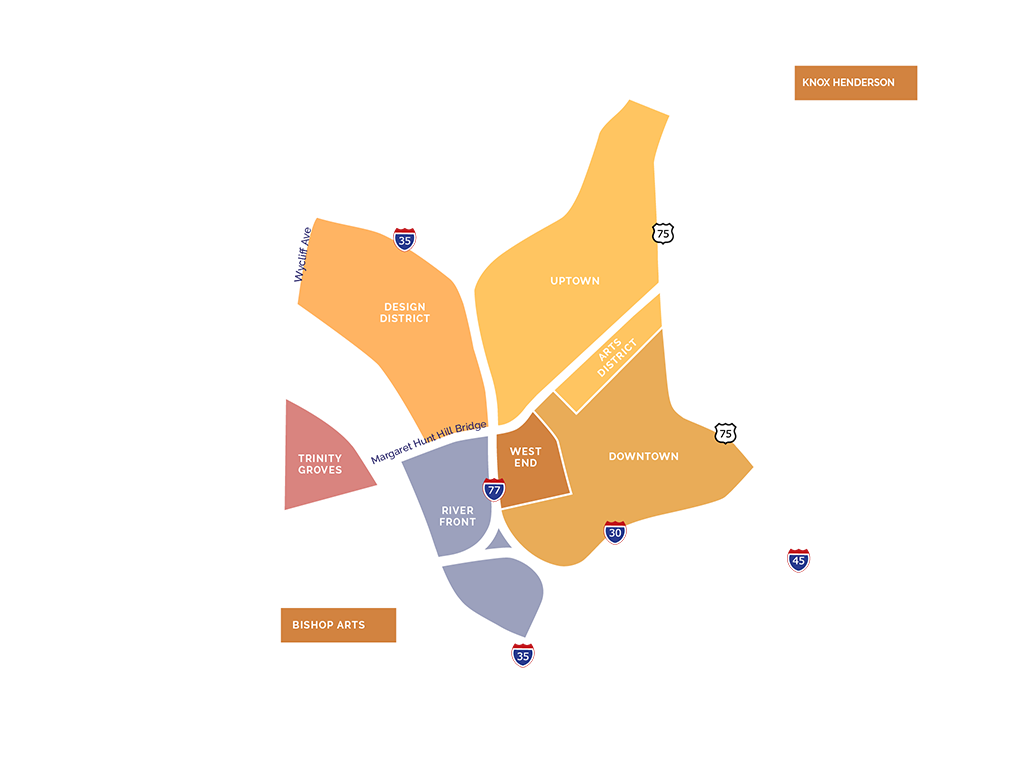 KNOX HENDERSON
Wycliff Ave
35
75
UPTOWN
DESIGN
DISTRICT
ARTS
DISTRICT
Margaret Hunt Hill Bridge
75
TRINITY
GROVES
WEST
END
DOWNTOWN
77
RIVER
FRONT
30
45
BISHOP ARTS
35